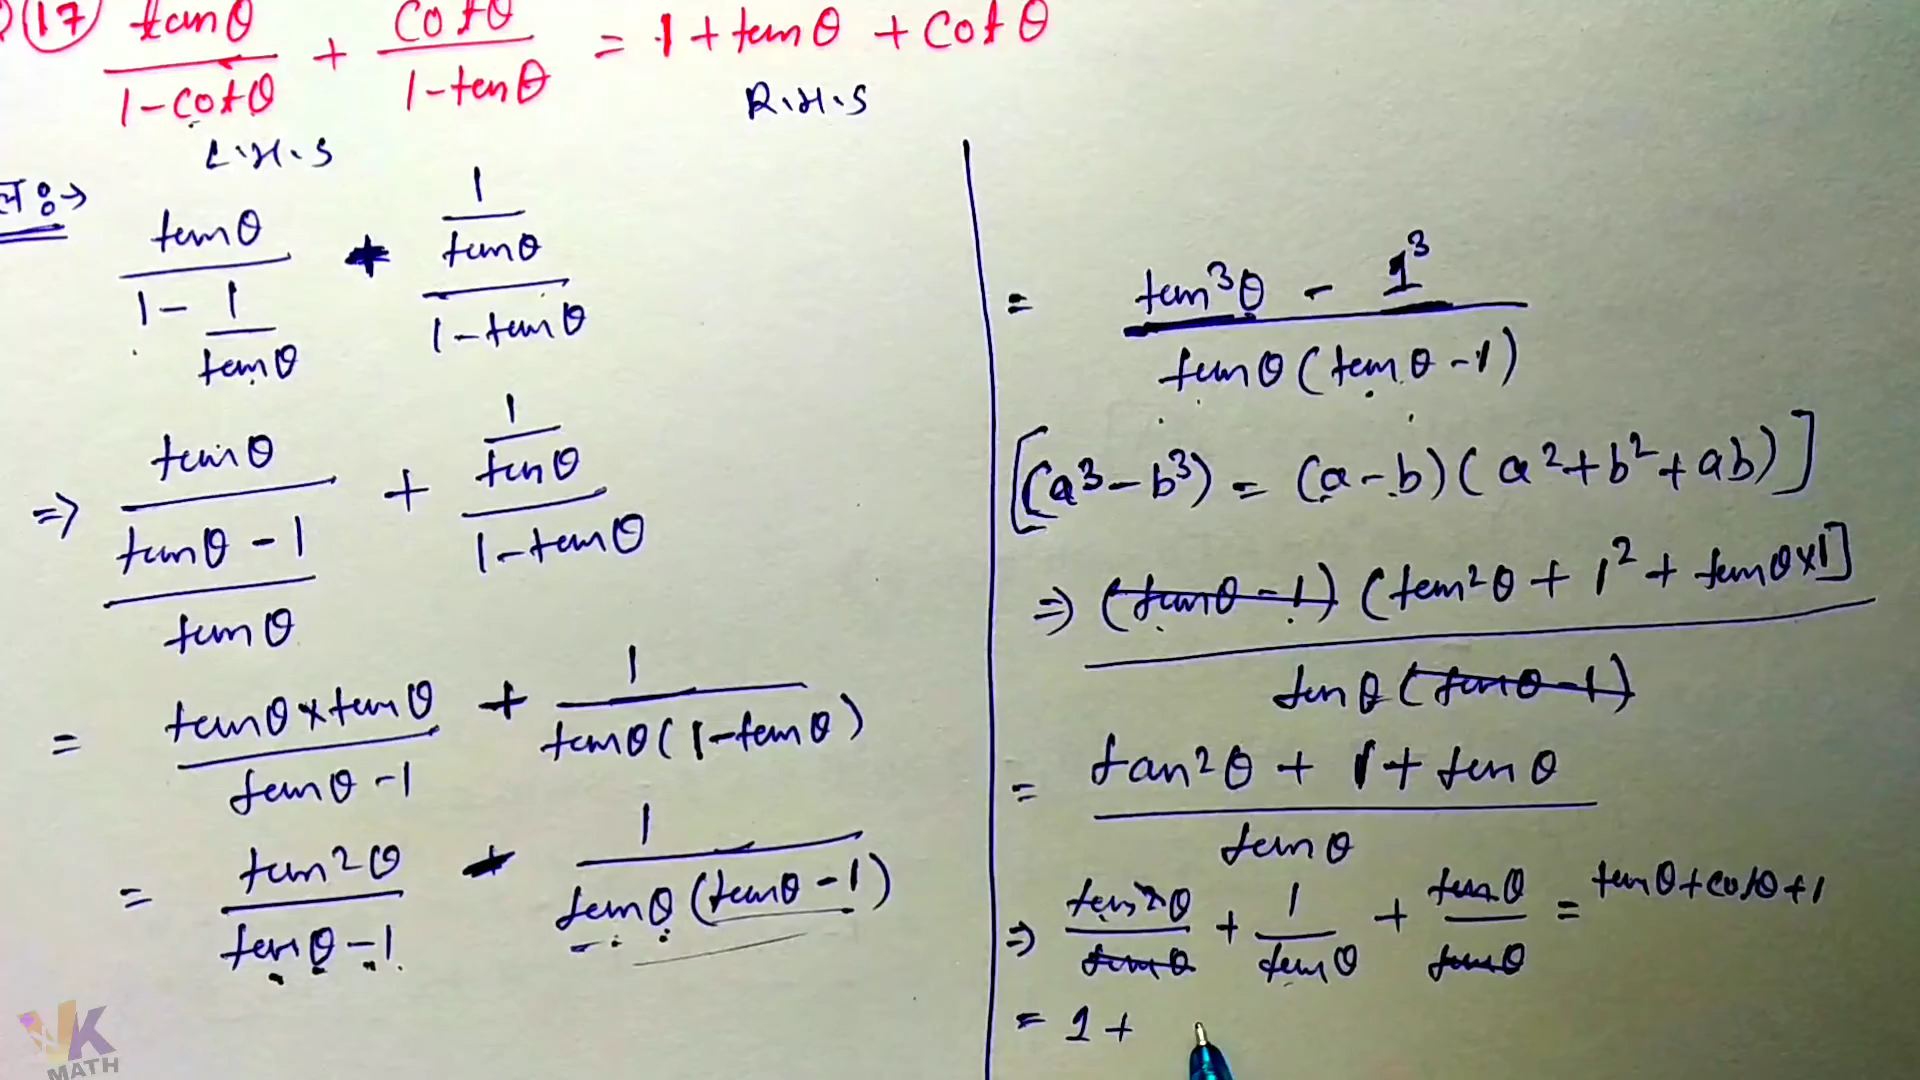 (17) tanθ/(1-cotθ) + cotθ/(1-tanθ) = 1+tanθ+cotθ
L.H.S R.H.S
tanθ/(1-1/tanθ) + (1/tanθ)/(1-tanθ)
⇒ tanθ/((tanθ-1)/tanθ) + (1/tanθ)/(1-tanθ)
= tanθ×tanθ/(tanθ-1) + 1/(tanθ(1-tanθ))
= tan²θ/(tanθ-1) - 1/(tanθ(tanθ-1))
= (tan³θ - 1³)/(tanθ(tanθ-1))
[(a³-b³) = (a-b)(a²+b²+ab)]
⇒ (tanθ-1)(tan²θ+1²+tanθ×1]/(tanθ(tanθ-1))
= (tan²θ+1+tanθ)/tanθ
⇒ tan²θ/tanθ + 1/tanθ + tanθ/tanθ = tanθ+cotθ+1
= 1+
VK
MATH